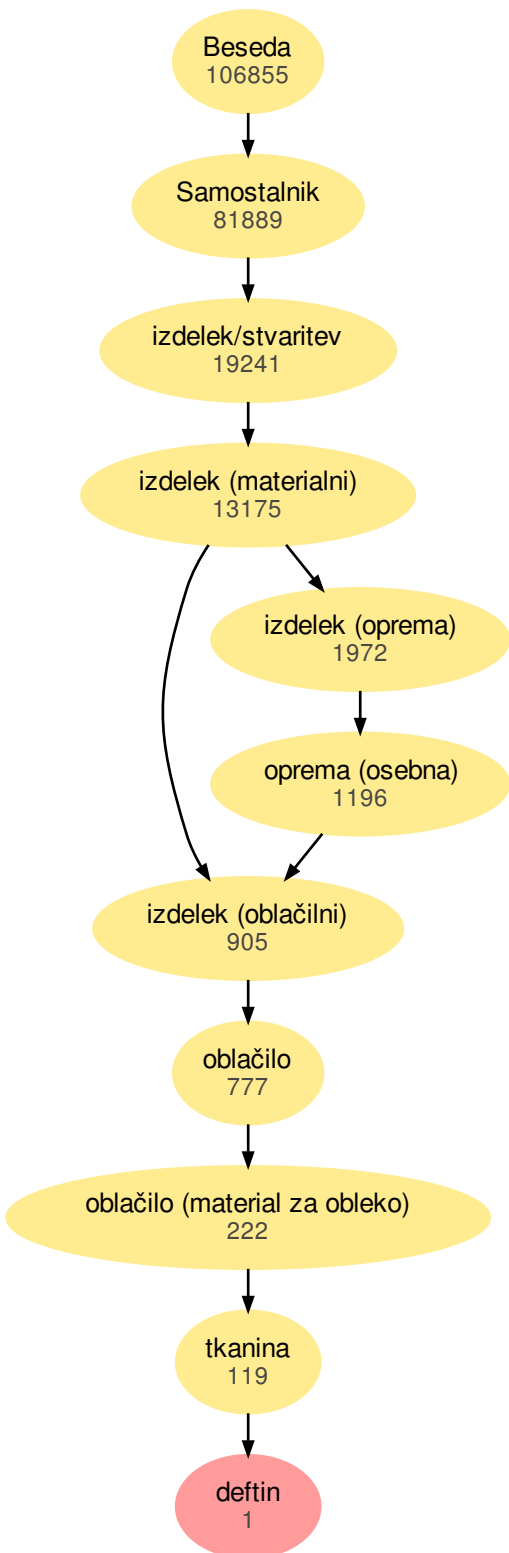 Beseda
106855
Samostalnik
81889
izdelek/stvaritev
19241
izdelek (materialni)
13175
izdelek (oprema)
1972
oprema (osebna)
1196
izdelek (oblačilni)
905
oblačilo
777
oblačilo (material za obleko)
222
tkanina
119
deftin
1